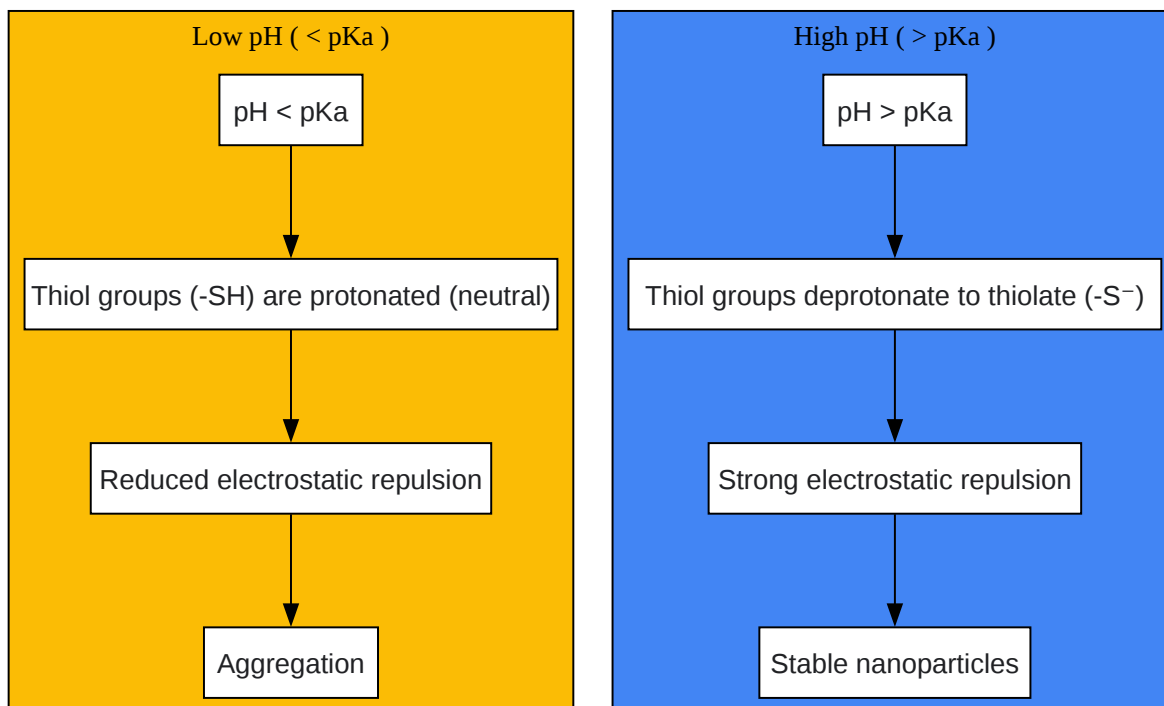 Low pH ( < pKa )
pH < pKa
Thiol groups (-SH) are protonated (neutral)
Reduced electrostatic repulsion
Aggregation
High pH ( > pKa )
pH > pKa
Thiol groups deprotonate to thiolate (-S⁻)
Strong electrostatic repulsion
Stable nanoparticles